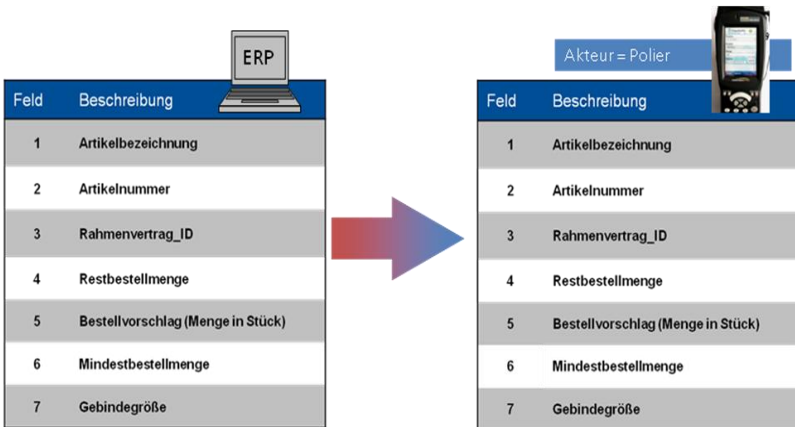 ERP
Feld Beschreibung
1 Artikelbezeichnung
2 Artikelnummer
3 Rahmenvertrag_ID
4 Restbestellmenge
5 Bestellvorschlag (Menge in Stück)
6 Mindestbestellmenge
7 Gebindegröße
Akteur = Polier
Feld Beschreibung
1 Artikelbezeichnung
2 Artikelnummer
3 Rahmenvertrag_ID
4 Restbestellmenge
5 Bestellvorschlag (Menge in Stück)
6 Mindestbestellmenge
7 Gebindegröße